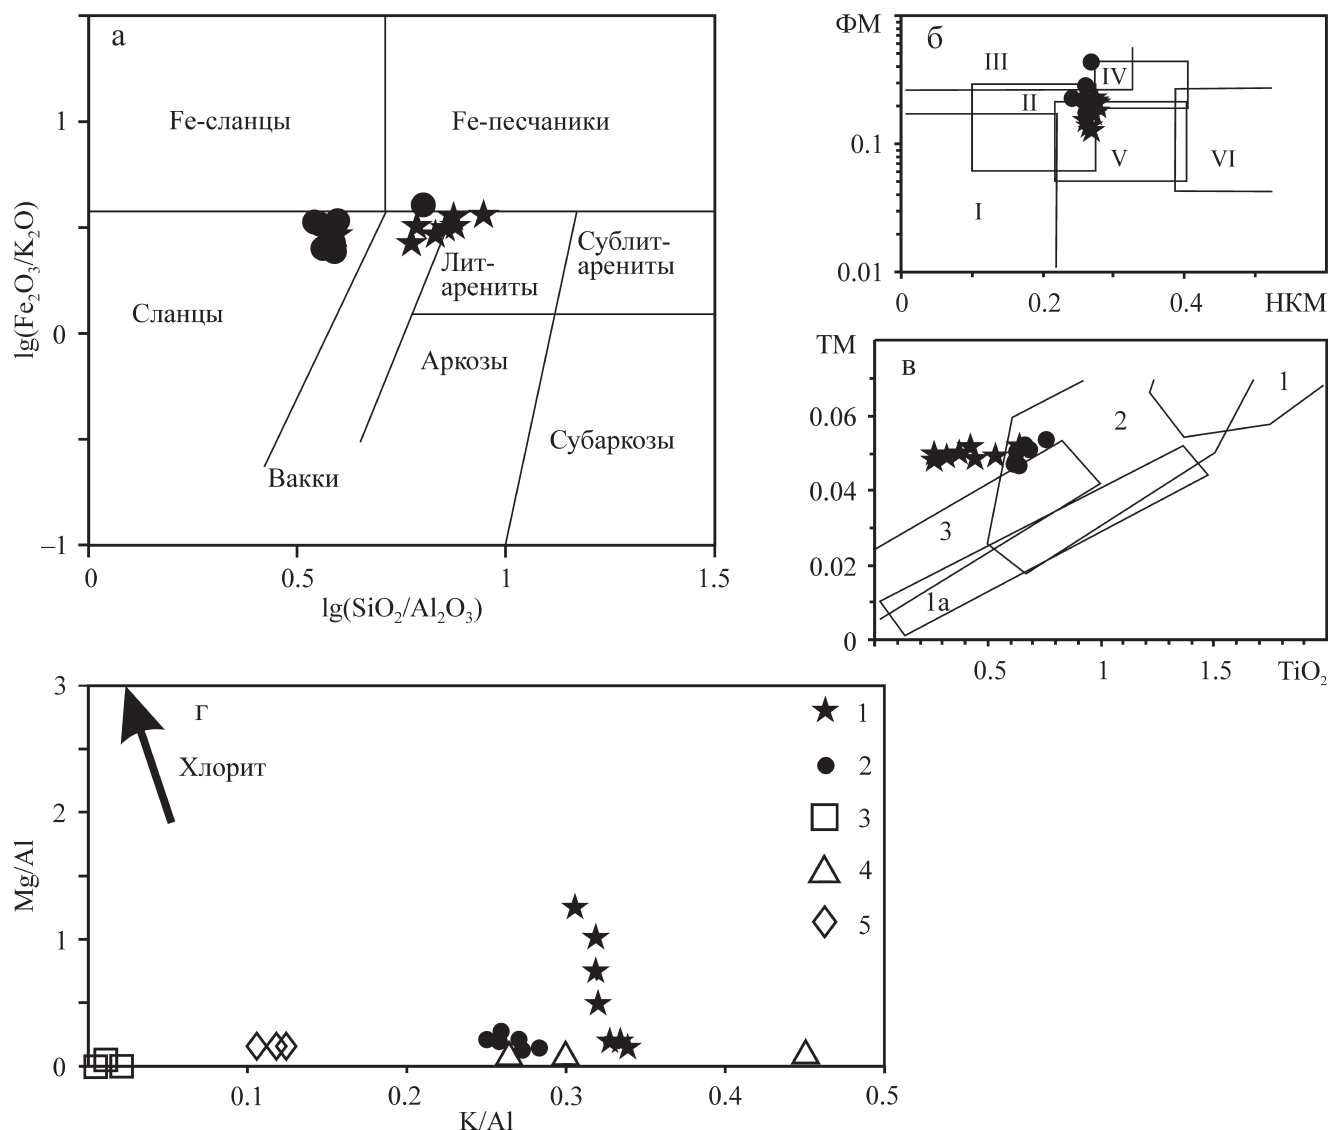 а
1
0
–1
lg(Fe₂O₃/K₂O)
Fe-сланцы
Fe-песчаники
Сланцы
Вакки
Лит-
арениты
Сублит-
арениты
Аркозы
Субаркозы
0
0.5
1
1.5
lg(SiO₂/Al₂O₃)
ФМ
б
0.1
0.01
III
IV
II
V
VI
I
0
0.2
0.4
НКМ
ТМ
в
0.06
0.04
0.02
0
1
2
3
1а
0.5
1
1.5
TiO₂
г
3
2
1
0
Mg/Al
Хлорит
1
2
3
4
5
0.1
0.2
0.3
0.4
0.5
K/Al